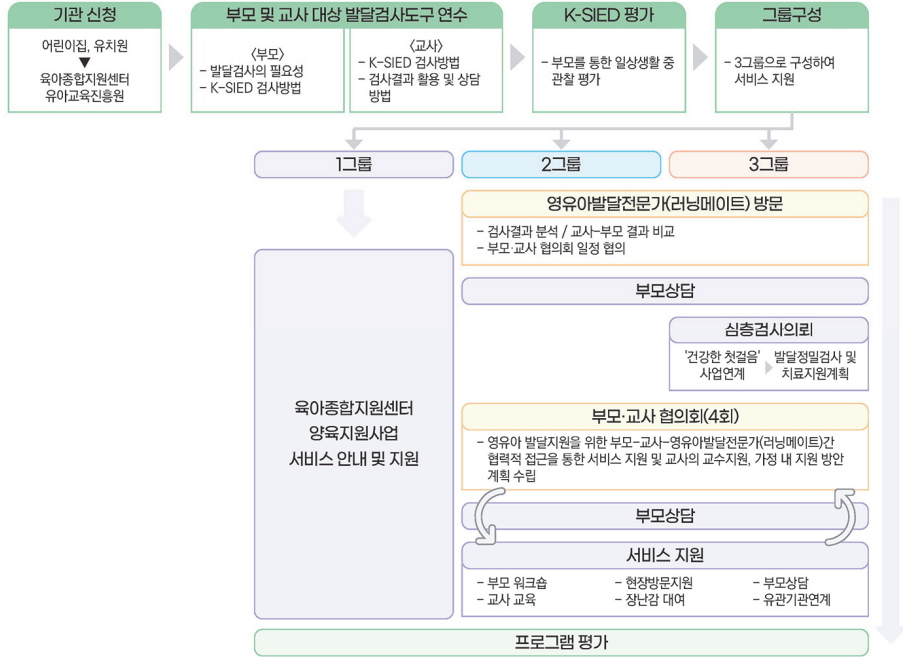 기관 신청
어린이집, 유치원
▼
육아종합지원센터
유아교육진흥원
부모 및 교사 대상 발달검사도구 연수
〈부모〉
- 발달검사의 필요성
- K-SIED 검사방법
〈교사〉
- K-SIED 검사방법
- 검사결과 활용 및 상담
방법
K-SIED 평가
- 부모를 통한 일상생활 중
관찰 평가
그룹구성
- 3그룹으로 구성하여
서비스 지원
1그룹
2그룹
3그룹
육아종합지원센터
양육지원사업
서비스 안내 및 지원
영유아발달전문가(러닝메이트) 방문
- 검사결과 분석 / 교사-부모 결과 비교
- 부모·교사 협의회 일정 협의
부모상담
심층검사의뢰
'건강한 첫걸음'
사업연계
발달정밀검사 및
치료지원계획
부모·교사 협의회(4회)
- 영유아 발달지원을 위한 부모-교사-영유아발달전문가(러닝메이트)간
협력적 접근을 통한 서비스 지원 및 교사의 교수지원, 가정 내 지원 방안
계획 수립
부모상담
서비스 지원
- 부모 워크숍
- 현장방문지원
- 부모상담
- 교사 교육
- 장난감 대여
- 유관기관연계
프로그램 평가